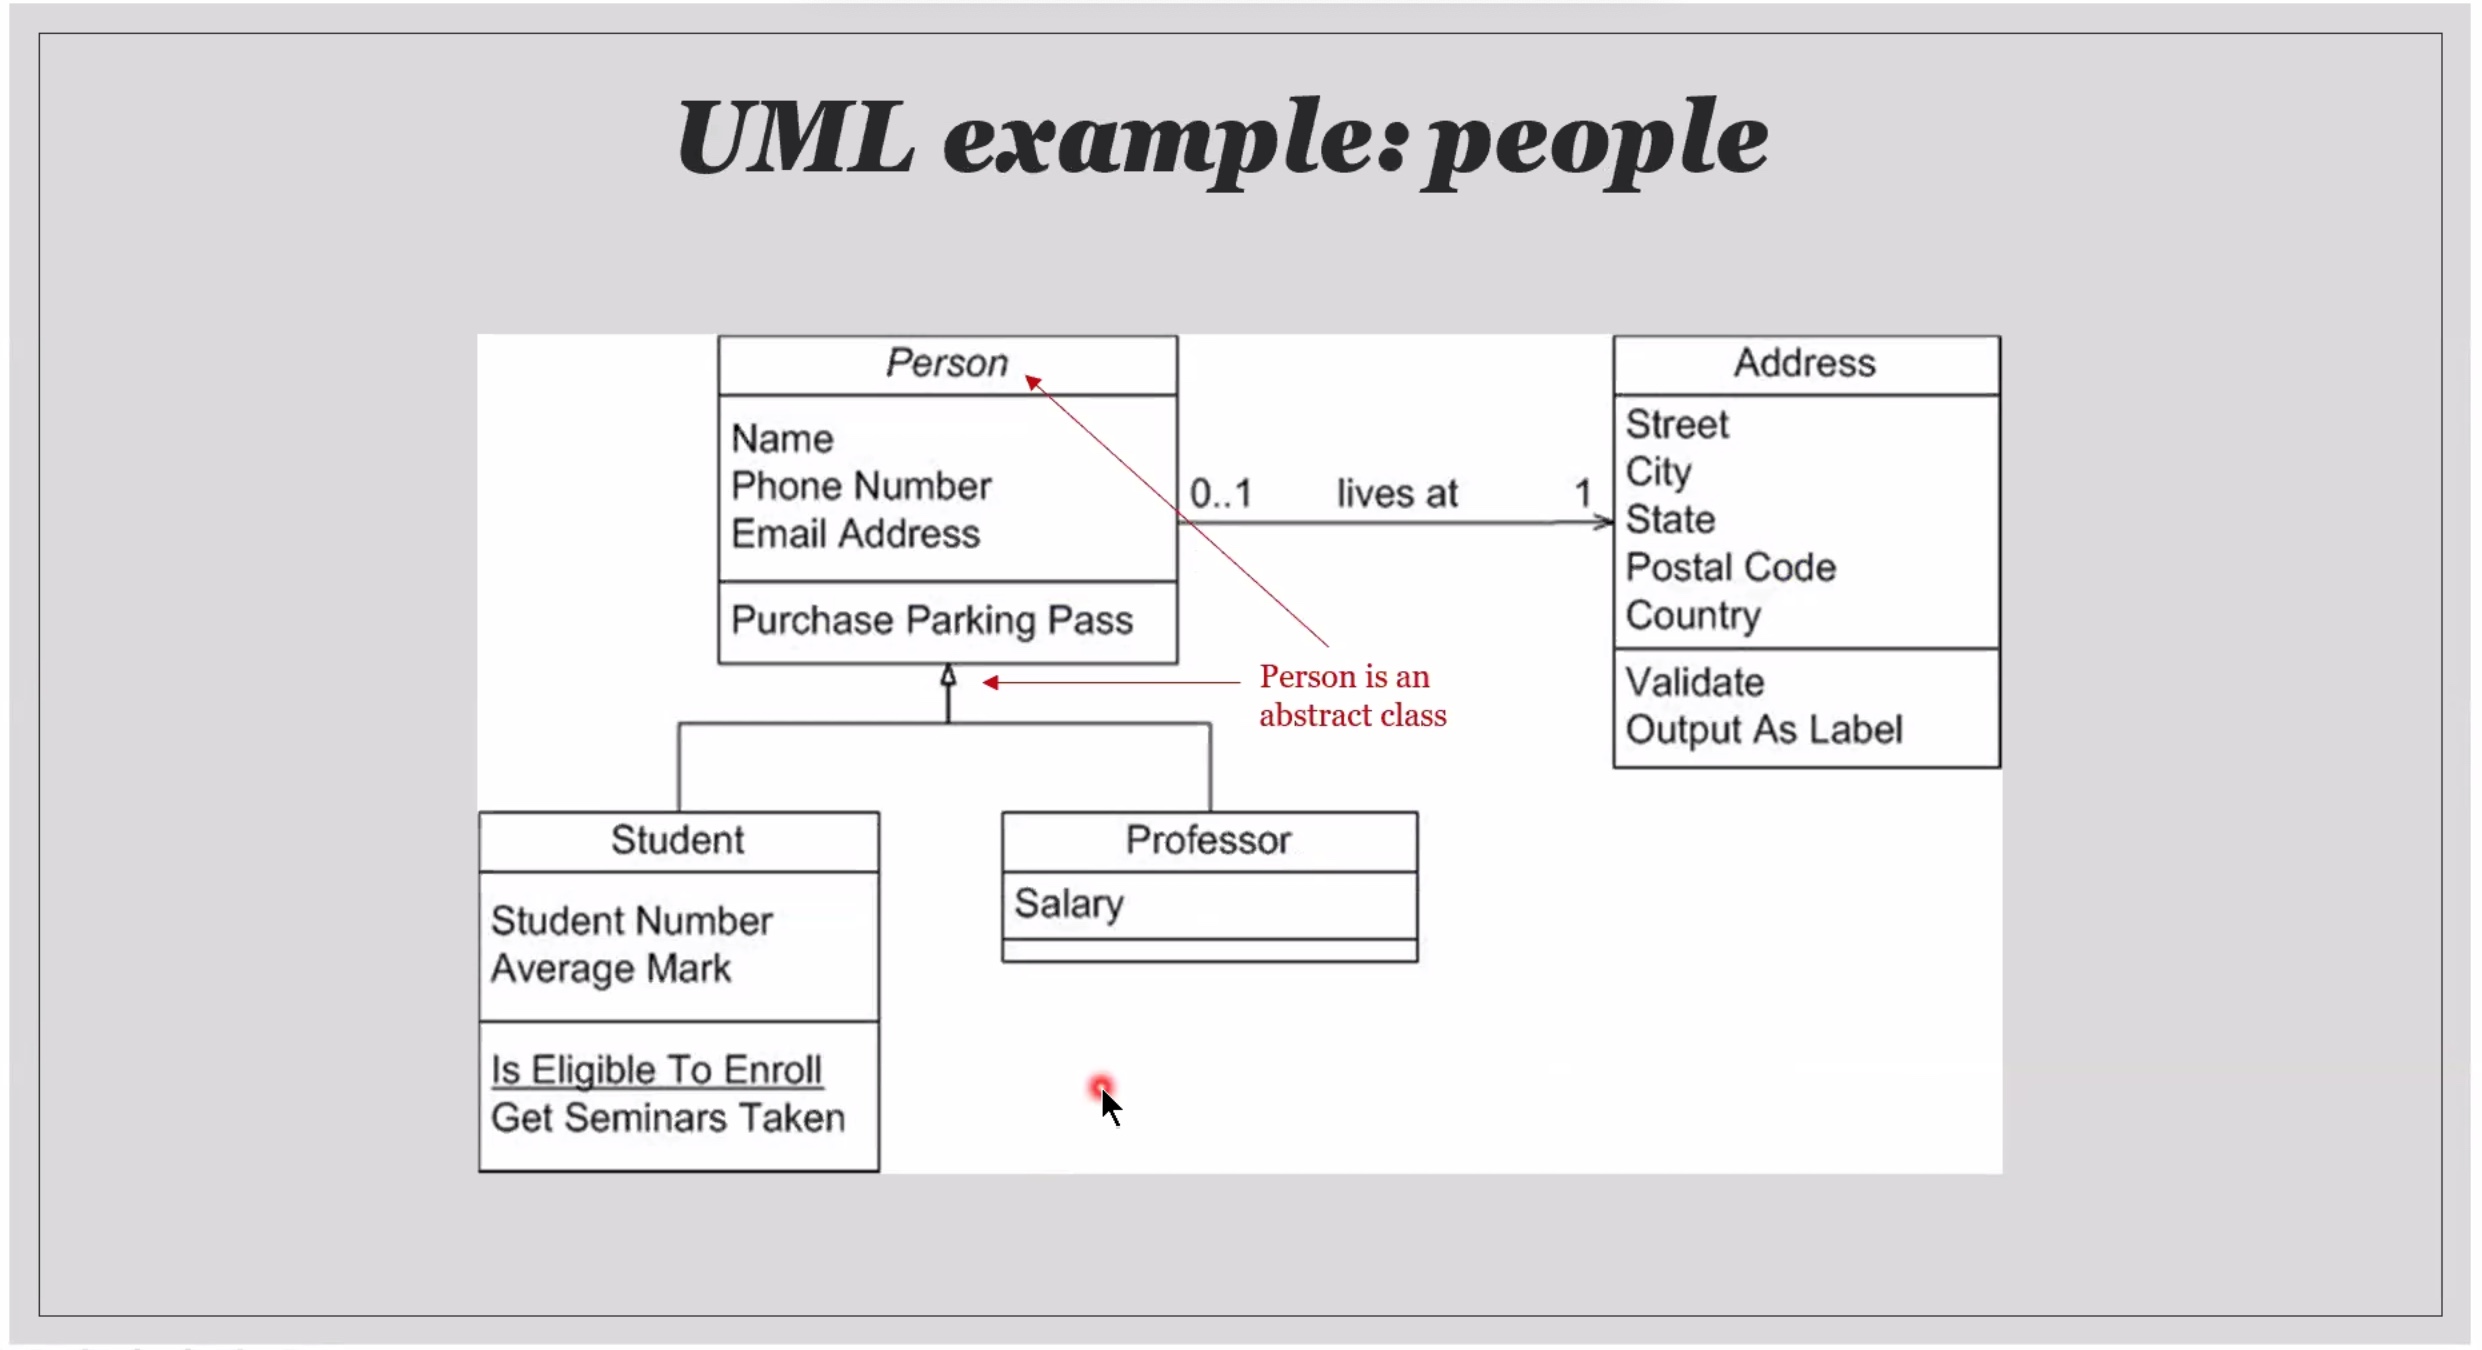 UML example: people
Person
Name
Phone Number
Email Address
Purchase Parking Pass
0..1 lives at 1
Address
Street
City
State
Postal Code
Country
Validate
Output As Label
Person is an
abstract class
Student
Student Number
Average Mark
Is Eligible To Enroll
Get Seminars Taken
Professor
Salary